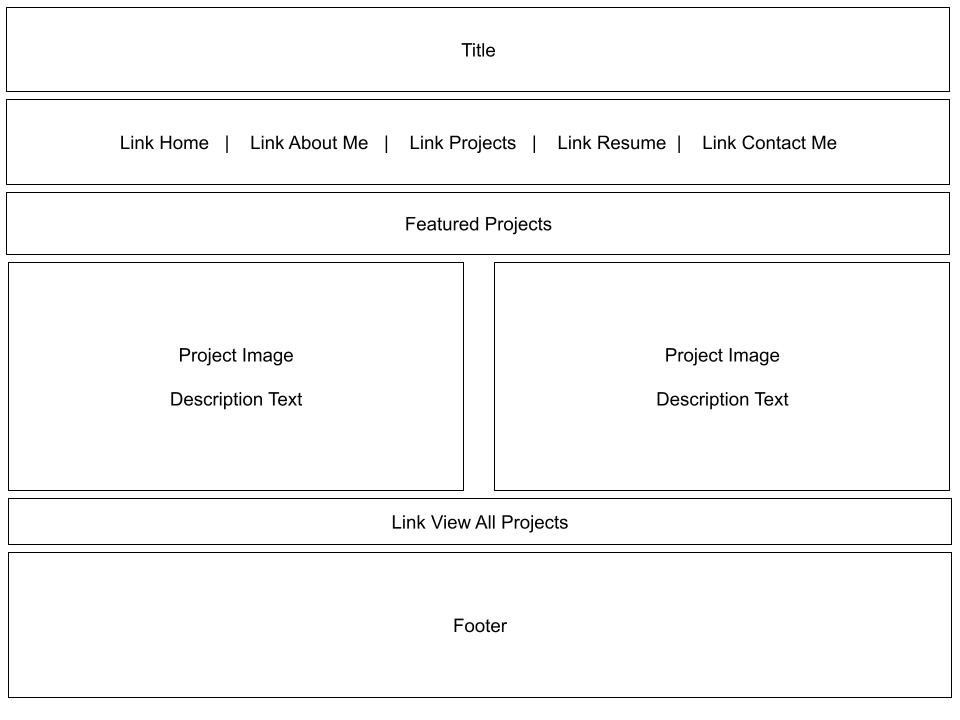 Title
Link Home | Link About Me | Link Projects | Link Resume | Link Contact Me
Featured Projects
Project Image
Description Text
Project Image
Description Text
Link View All Projects
Footer